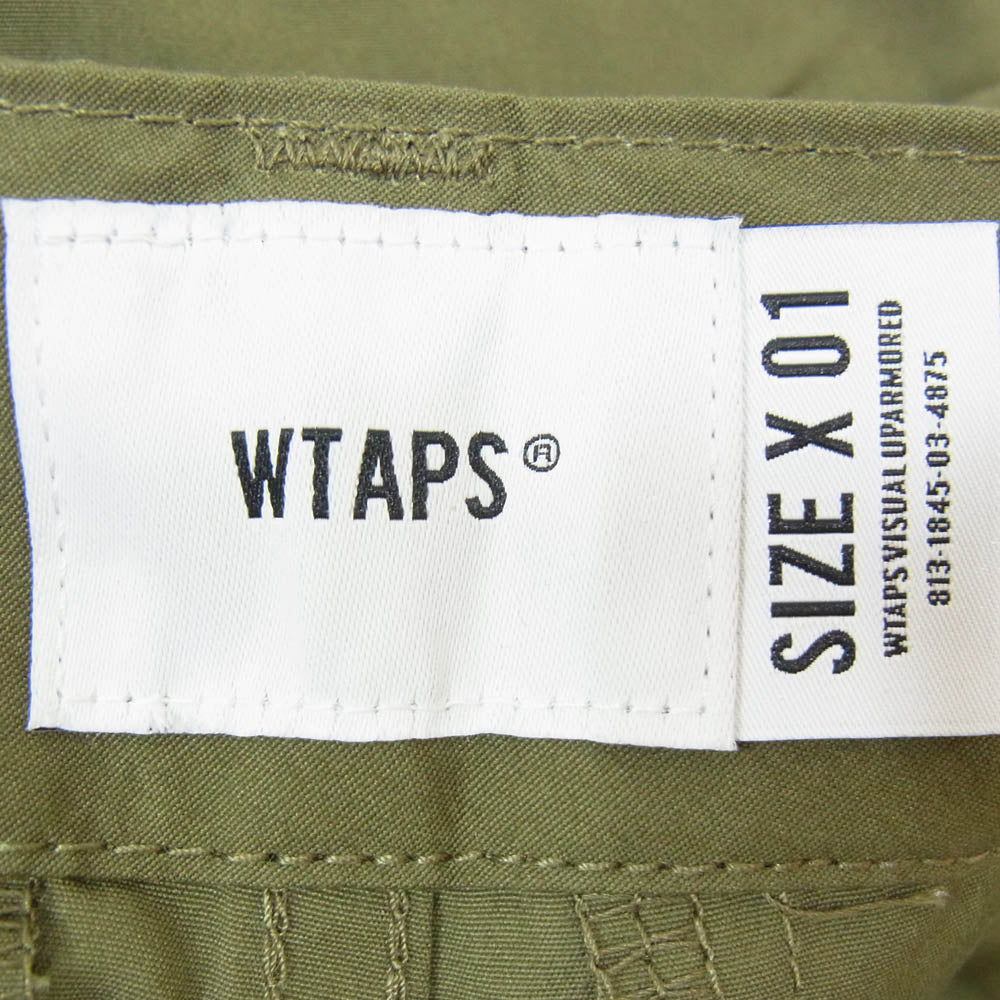 WTAPS®
SIZE X 01
WTAPS VISUAL UPARMORED
813-1845-03-4875